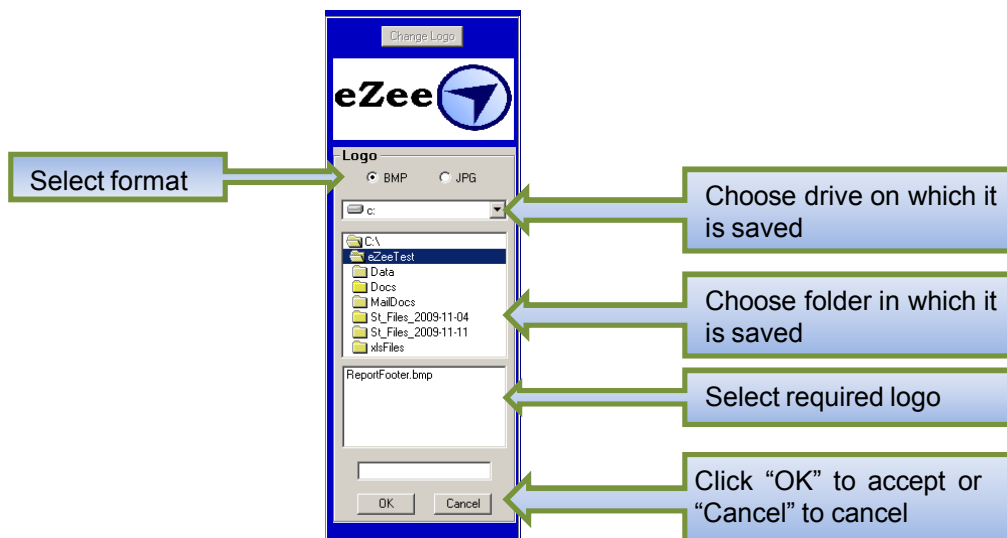 Change Logo
eZee
Logo
BMP
JPG
Select format
c:
Choose drive on which it
is saved
C:\
eZeeTest
Data
Docs
MailDocs
St_Files_2009-11-04
St_Files_2009-11-11
xlsFiles
Choose folder in which it
is saved
ReportFooter.bmp
Select required logo
OK
Cancel
Click “OK” to accept or
“Cancel” to cancel